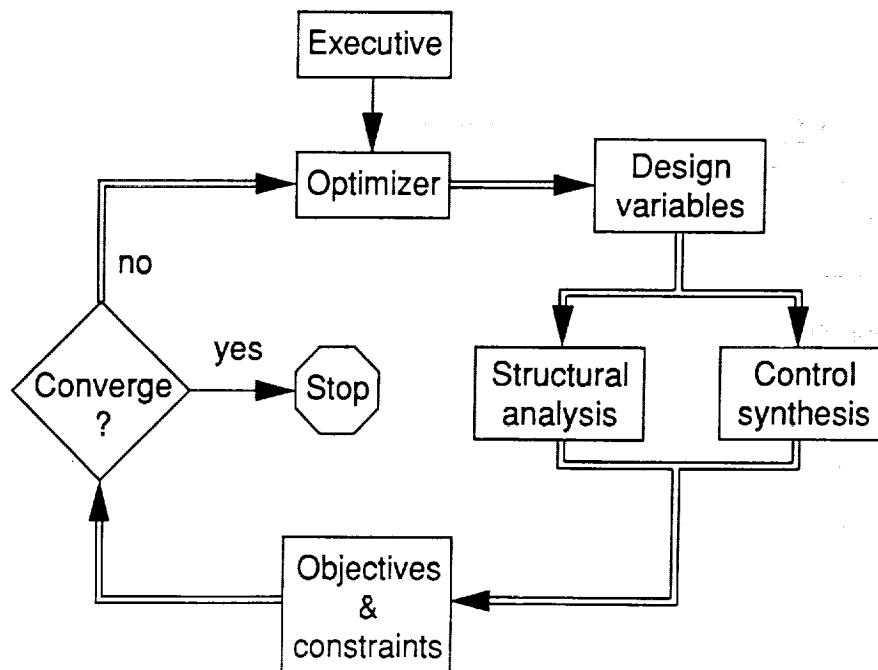 Executive
Optimizer
Design
variables
no
yes
Converge
?
Stop
Structural
analysis
Control
synthesis
Objectives
&
constraints